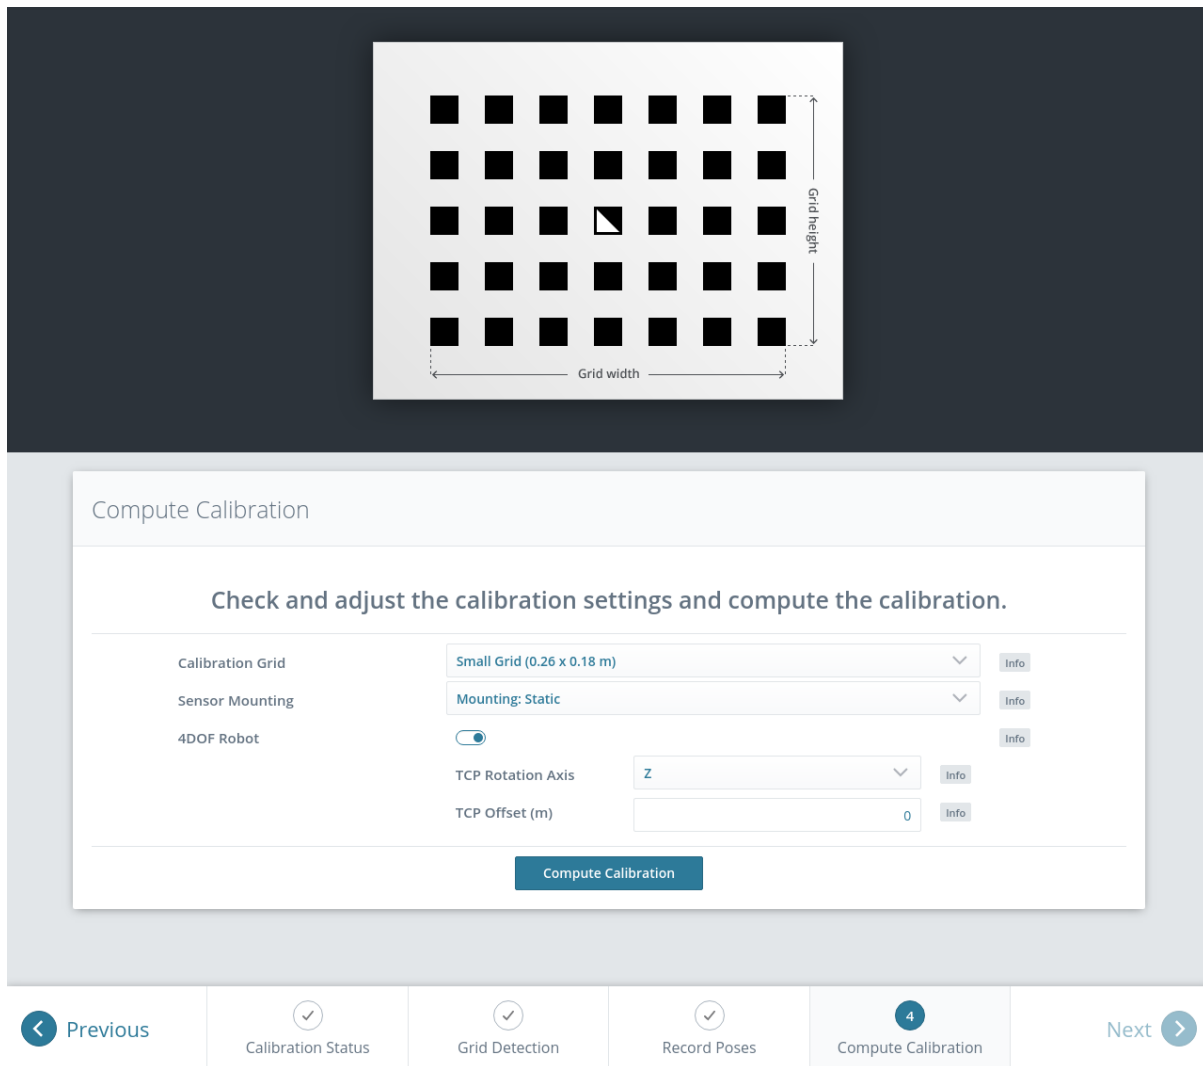 Grid height
Grid width
Compute Calibration
Check and adjust the calibration settings and compute the calibration.
Calibration Grid
Small Grid (0.26 x 0.18 m)
Info
Sensor Mounting
Mounting: Static
Info
4DOF Robot
Info
TCP Rotation Axis
Z
Info
TCP Offset (m)
0
Info
Compute Calibration
Previous
Calibration Status
Grid Detection
Record Poses
4
Compute Calibration
Next